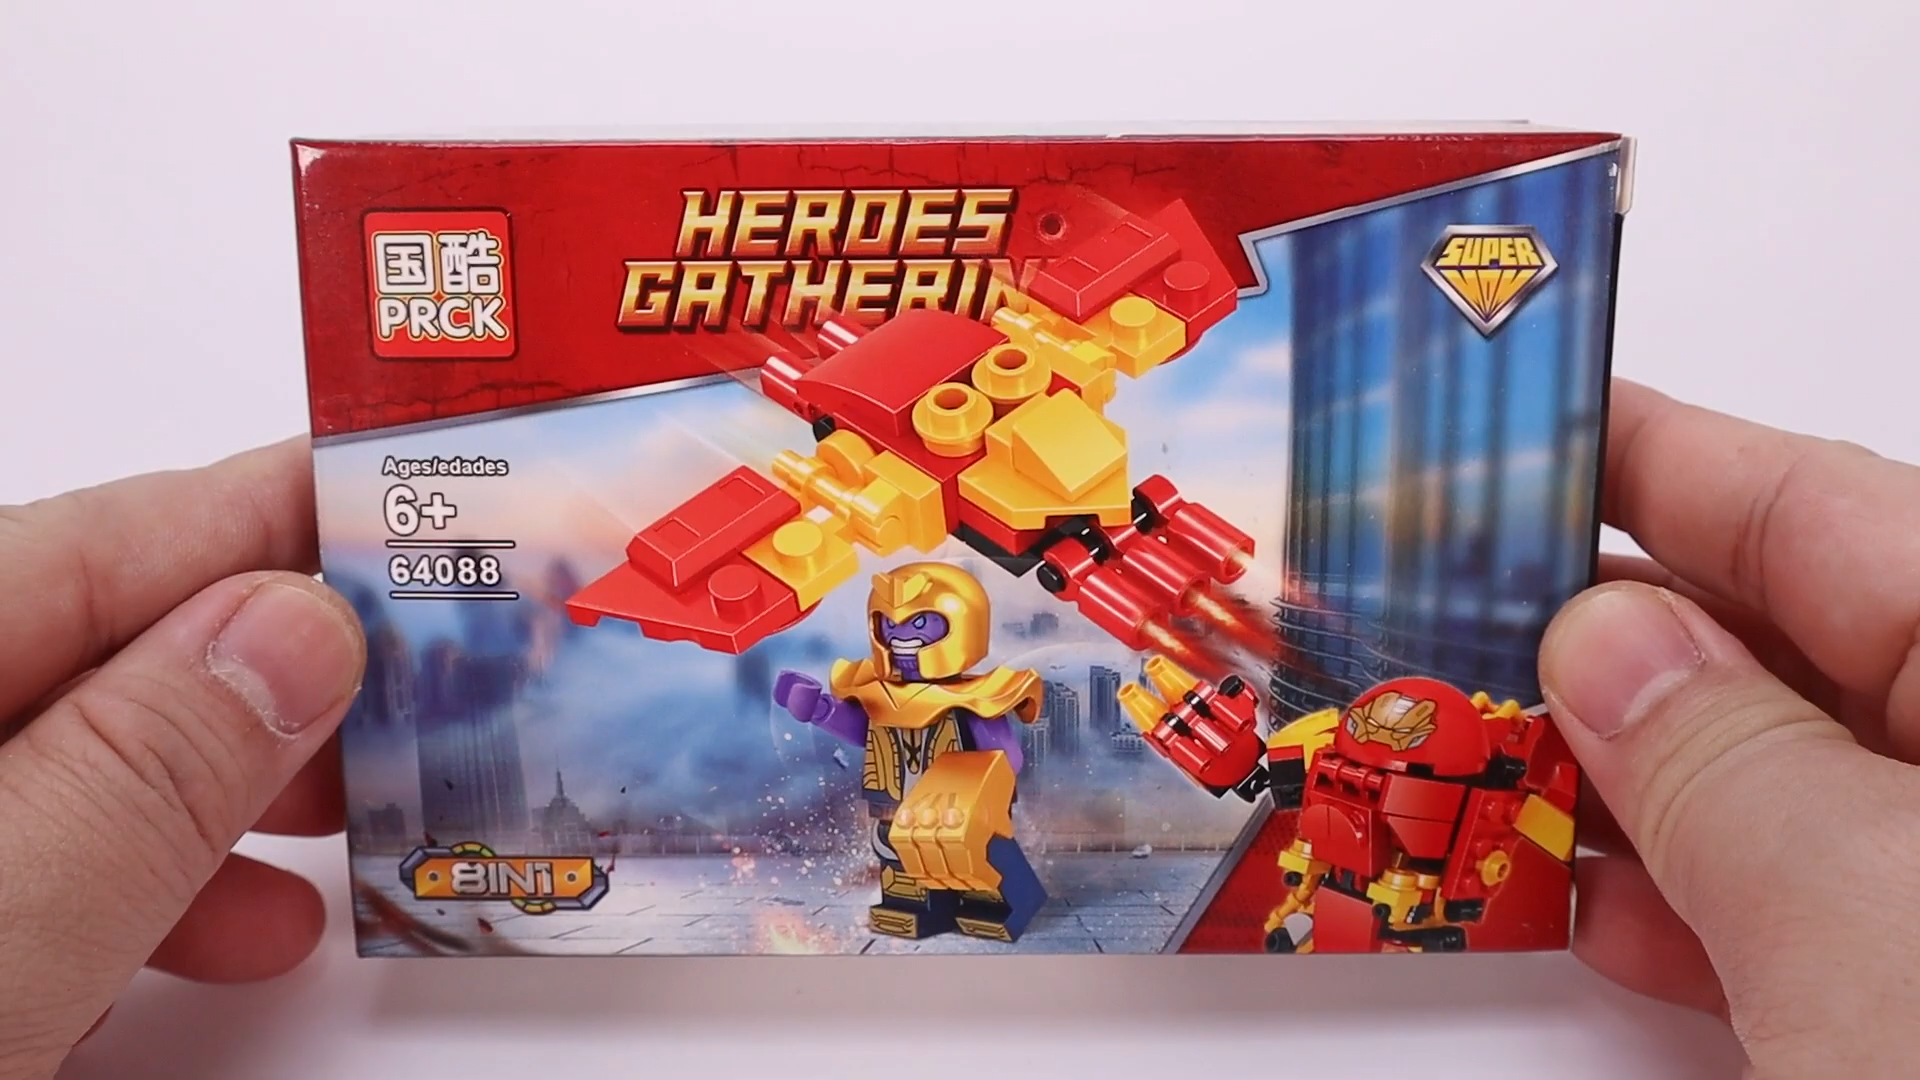 国酷
PRCK
HEROES
GATHERIN
SUPER
Ages/edades
6+
64088
8IN1